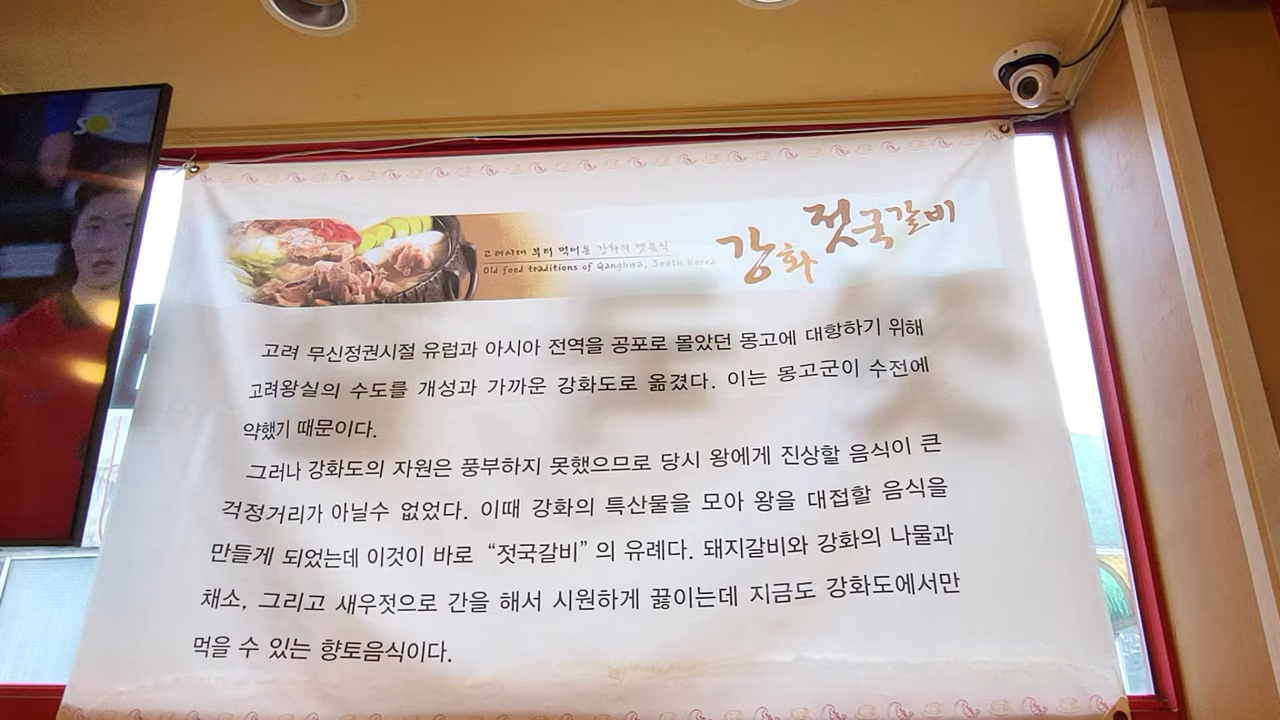 SBS
고려시대 부터 먹어온 강화의 옛음식
Old food traditions of Ganghwa, South Korea
강화 젓국갈비
고려 무신정권시절 유럽과 아시아 전역을 공포로 몰았던 몽고에 대항하기 위해
고려왕실의 수도를 개성과 가까운 강화도로 옮겼다. 이는 몽고군이 수전에
약했기 때문이다.
그러나 강화도의 자원은 풍부하지 못했으므로 당시 왕에게 진상할 음식이 큰
걱정거리가 아닐수 없었다. 이때 강화의 특산물을 모아 왕을 대접할 음식을
만들게 되었는데 이것이 바로 “젓국갈비” 의 유례다. 돼지갈비와 강화의 나물과
채소, 그리고 새우젓으로 간을 해서 시원하게 끓이는데 지금도 강화도에서만
먹을 수 있는 향토음식이다.